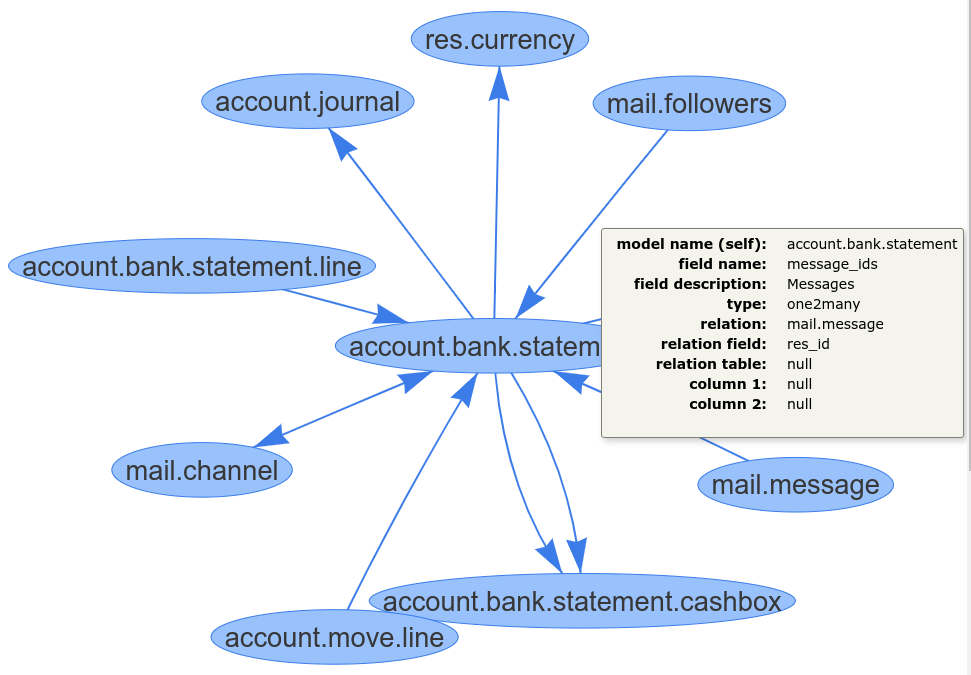 res.currency
account.journal
mail.followers
account.bank.statement.line
model name (self): account.bank.statement
field name: message_ids
field description: Messages
type: one2many
relation: mail.message
relation field: res_id
relation table: null
column 1: null
column 2: null
account.bank.statem
mail.channel
mail.message
account.bank.statement.cashbox
account.move.line